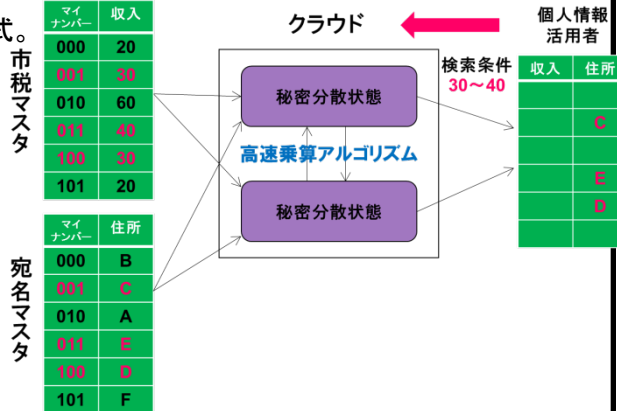 式。
市税マスタ
マイナンバー 収入
000 20
001 30
010 60
011 40
100 30
101 20
宛名マスタ
マイナンバー 住所
000 B
001 C
010 A
011 E
100 D
101 F
クラウド
秘密分散状態
高速乗算アルゴリズム
秘密分散状態
検索条件
30～40
個人情報
活用者
収入 住所
C
E
D